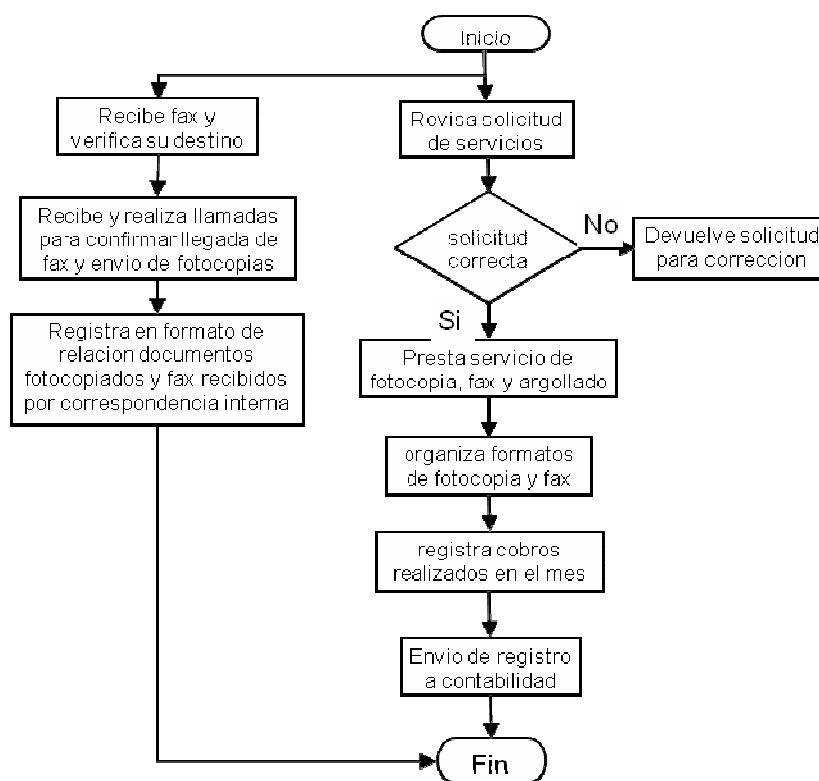 Inicio
Recibe fax y
verifica su destino
Recibe y realiza llamadas
para confirmar llegada de
fax y envio de fotocopias
Registra en formato de
relacion documentos
fotocopiados y fax recibidos
por correspondencia interna
Rovisa solicitud
de servicios
solicitud
correcta
No
Devuelve solicitud
para correccion
Si
Presta servicio de
fotocopia, fax y argollado
organiza formatos
de fotocopia y fax
registra cobros
realizados en el mes
Envio de registro
a contabilidad
Fin